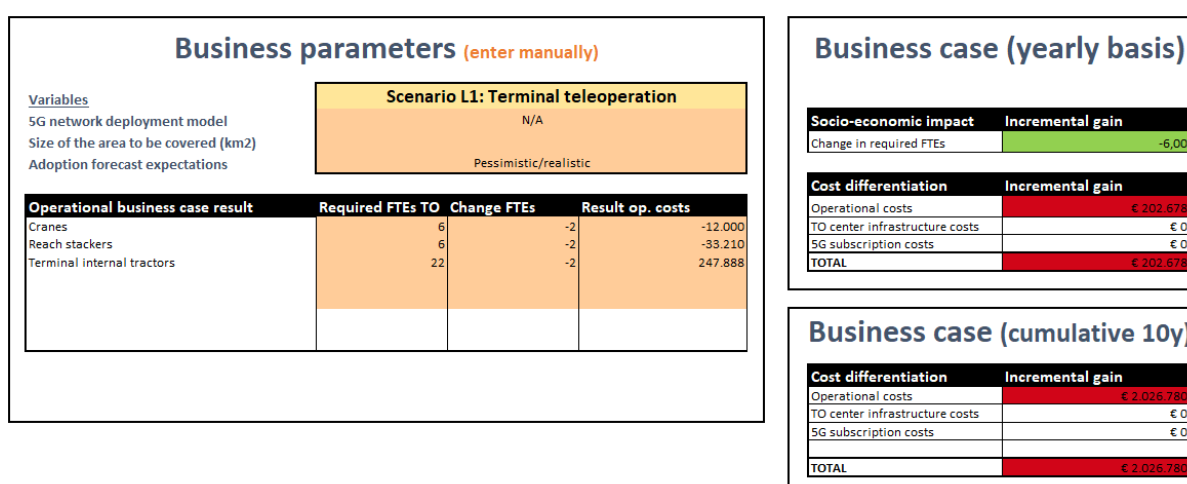 Business parameters (enter manually)
Variables
Scenario L1: Terminal teleoperation
5G network deployment model N/A
Size of the area to be covered (km2)
Adoption forecast expectations Pessimistic/realistic
Operational business case result Required FTEs TO Change FTEs Result op. costs
Cranes 6 -2 -12.000
Reach stackers 6 -2 -33.210
Terminal internal tractors 22 -2 247.888
Business case (yearly basis)
Socio-economic impact Incremental gain
Change in required FTEs -6,00
Cost differentiation Incremental gain
Operational costs € 202.678
TO center infrastructure costs € 0
5G subscription costs € 0
TOTAL € 202.678
Business case (cumulative 10y)
Cost differentiation Incremental gain
Operational costs € 2.026.780
TO center infrastructure costs € 0
5G subscription costs € 0
TOTAL € 2.026.780